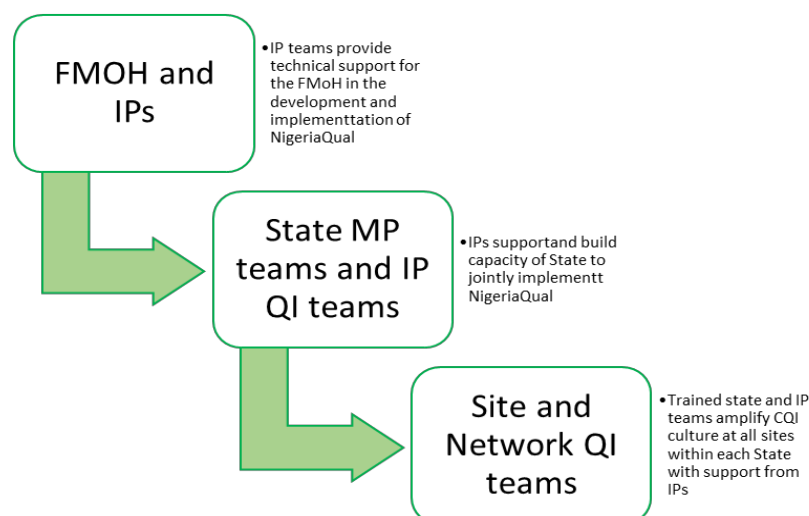 FMOH and
IPs
•IP teams provide
technical support for
the FMoH in the
development and
implementtation of
NigeriaQual
State MP
teams and IP
QI teams
•IPs supportand build
capacity of State to
jointly implementt
NigeriaQual
Site and
Network QI
teams
•Trained state and IP
teams amplify CQI
culture at all sites
within each State
with support from
IPs